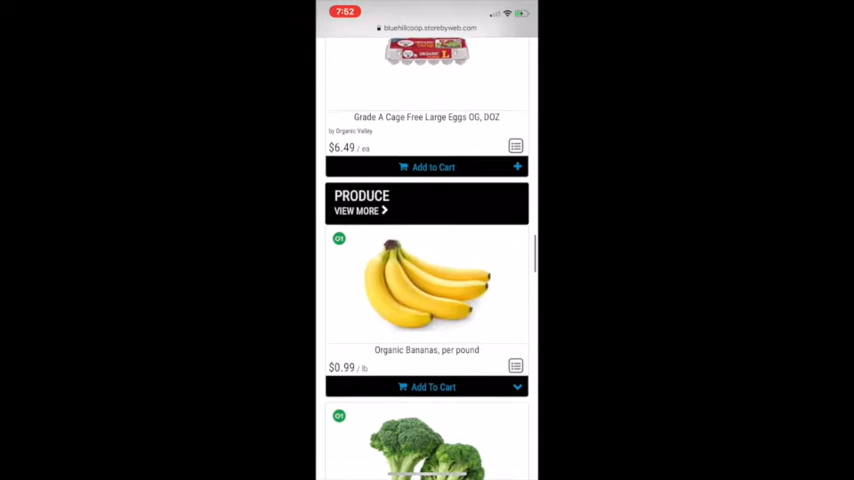 7:52
bluehillcoop.storebyweb.com
ORGANIC
L
Grade A Cage Free Large Eggs OG, DOZ
by Organic Valley
$6.49 / ea
Add to Cart
PRODUCE
VIEW MORE
Organic Bananas, per pound
$0.99 / lb
Add To Cart